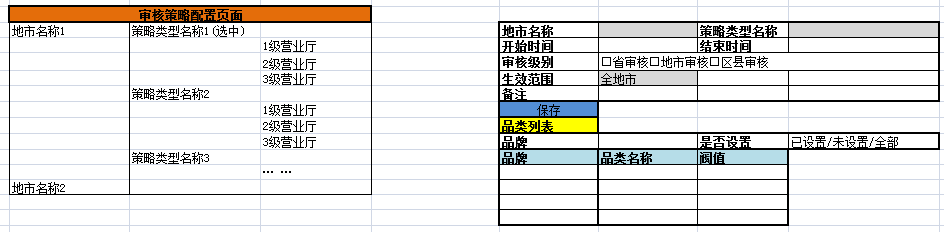 审核策略配置页面
地市名称1 策略类型名称1(选中)
1级营业厅
2级营业厅
3级营业厅
策略类型名称2
1级营业厅
2级营业厅
3级营业厅
策略类型名称3
... ...
地市名称2
地市名称 策略类型名称
开始时间 结束时间
审核级别 口省审核口地市审核口区县审核
生效范围 全地市
备注
保存
品类列表
品牌 是否设置 已设置/未设置/全部
品牌 品类名称 阀值